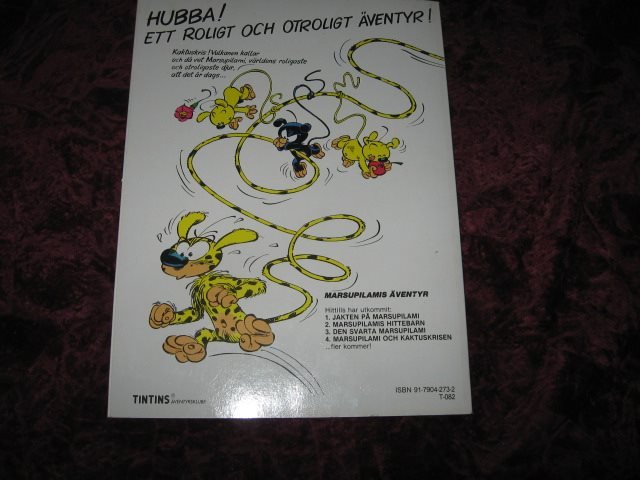 HUBBA!
ETT ROLIGT OCH OTROLIGT ÄVENTYR!
Kaktuskris! Vulkanen kallar
och då vet Marsupilami, världens roligaste
och otroligaste djur,
att det är dags...
MARSUPILAMIS ÄVENTYR
Hittills har utkommit:
1. JAKTEN PÅ MARSUPILAMI
2. MARSUPILAMIS HITTEBARN
3. DEN SVARTA MARSUPILAMI
4. MARSUPILAMI OCH KAKTUSKRISEN
...fler kommer!
TINTINS® ÄVENTYRSKLUBB
ISBN 91-7904-273-2
T-082